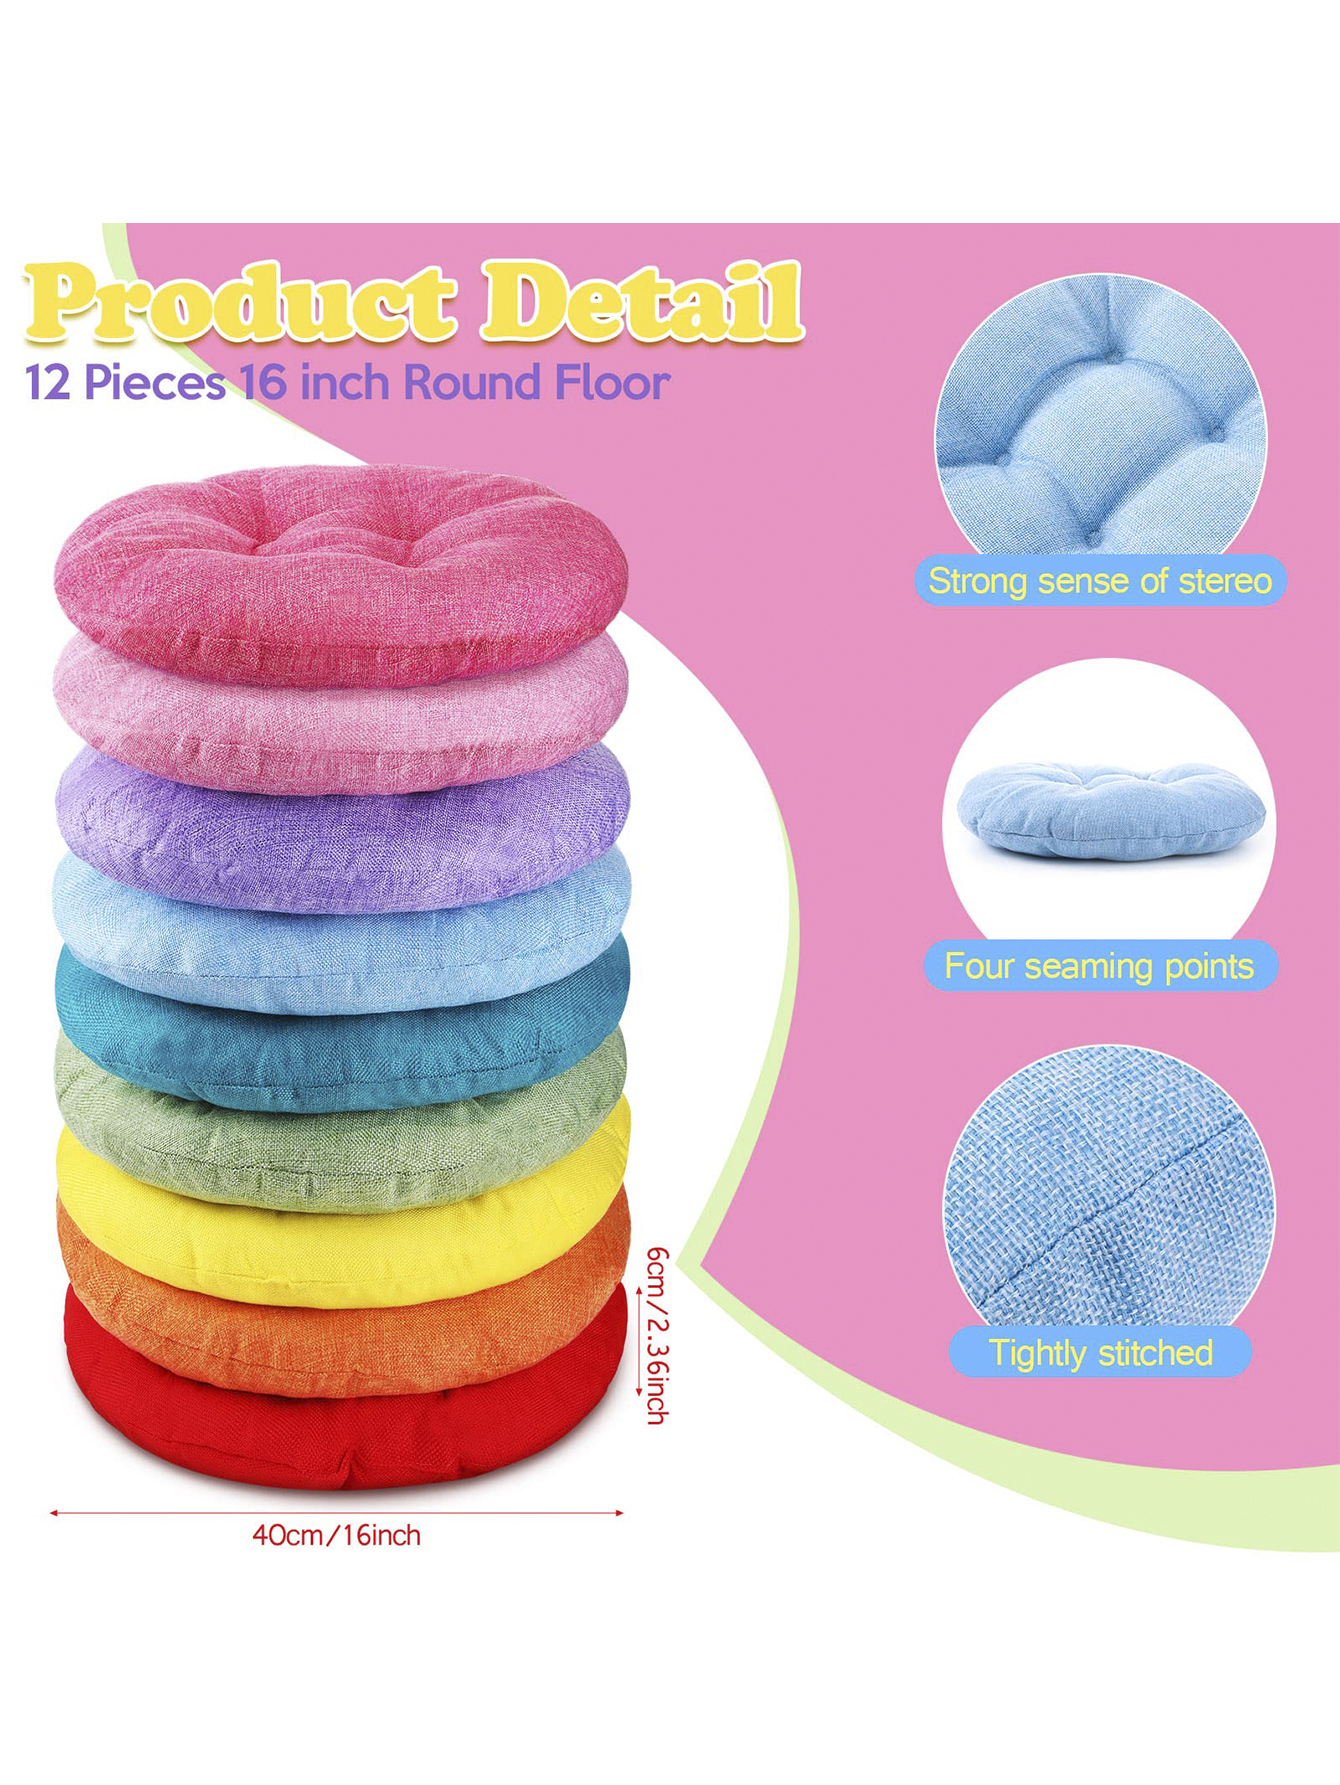 Product Detail
12 Pieces 16 inch Round Floor
Strong sense of stereo
Four seaming points
Tightly stitched
6cm/2.36inch
40cm/16inch